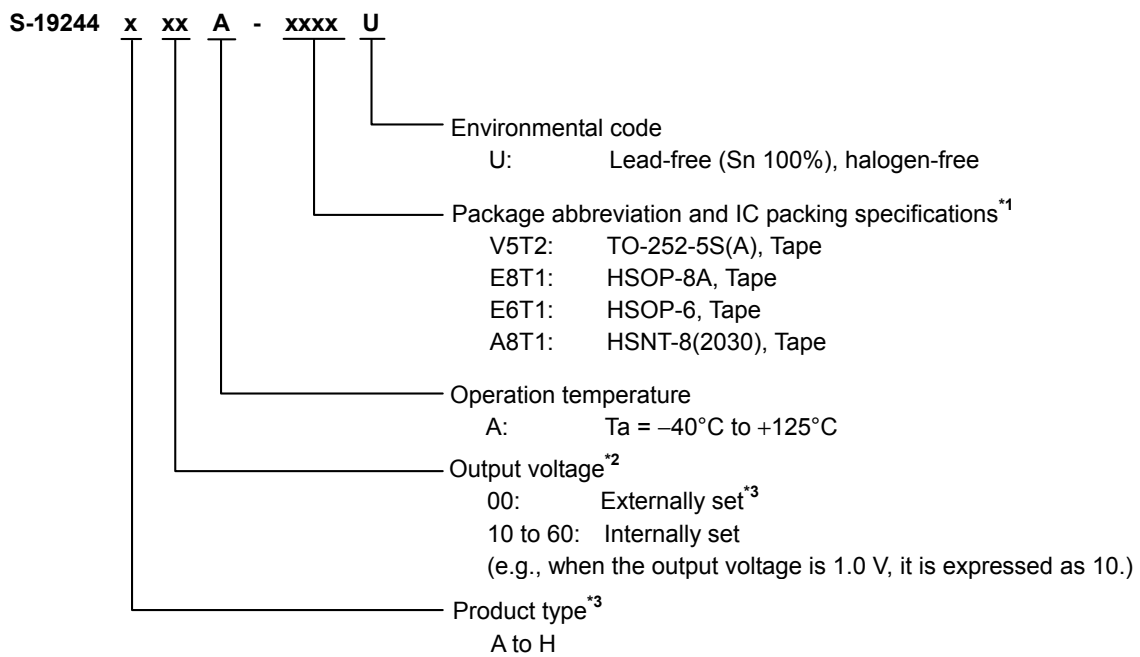 S-19244 x xx A - xxxx U
Environmental code
U: Lead-free (Sn 100%), halogen-free
Package abbreviation and IC packing specifications*1
V5T2: TO-252-5S(A), Tape
E8T1: HSOP-8A, Tape
E6T1: HSOP-6, Tape
A8T1: HSNT-8(2030), Tape
Operation temperature
A: Ta = −40°C to +125°C
Output voltage*2
00: Externally set*3
10 to 60: Internally set
(e.g., when the output voltage is 1.0 V, it is expressed as 10.)
Product type*3
A to H